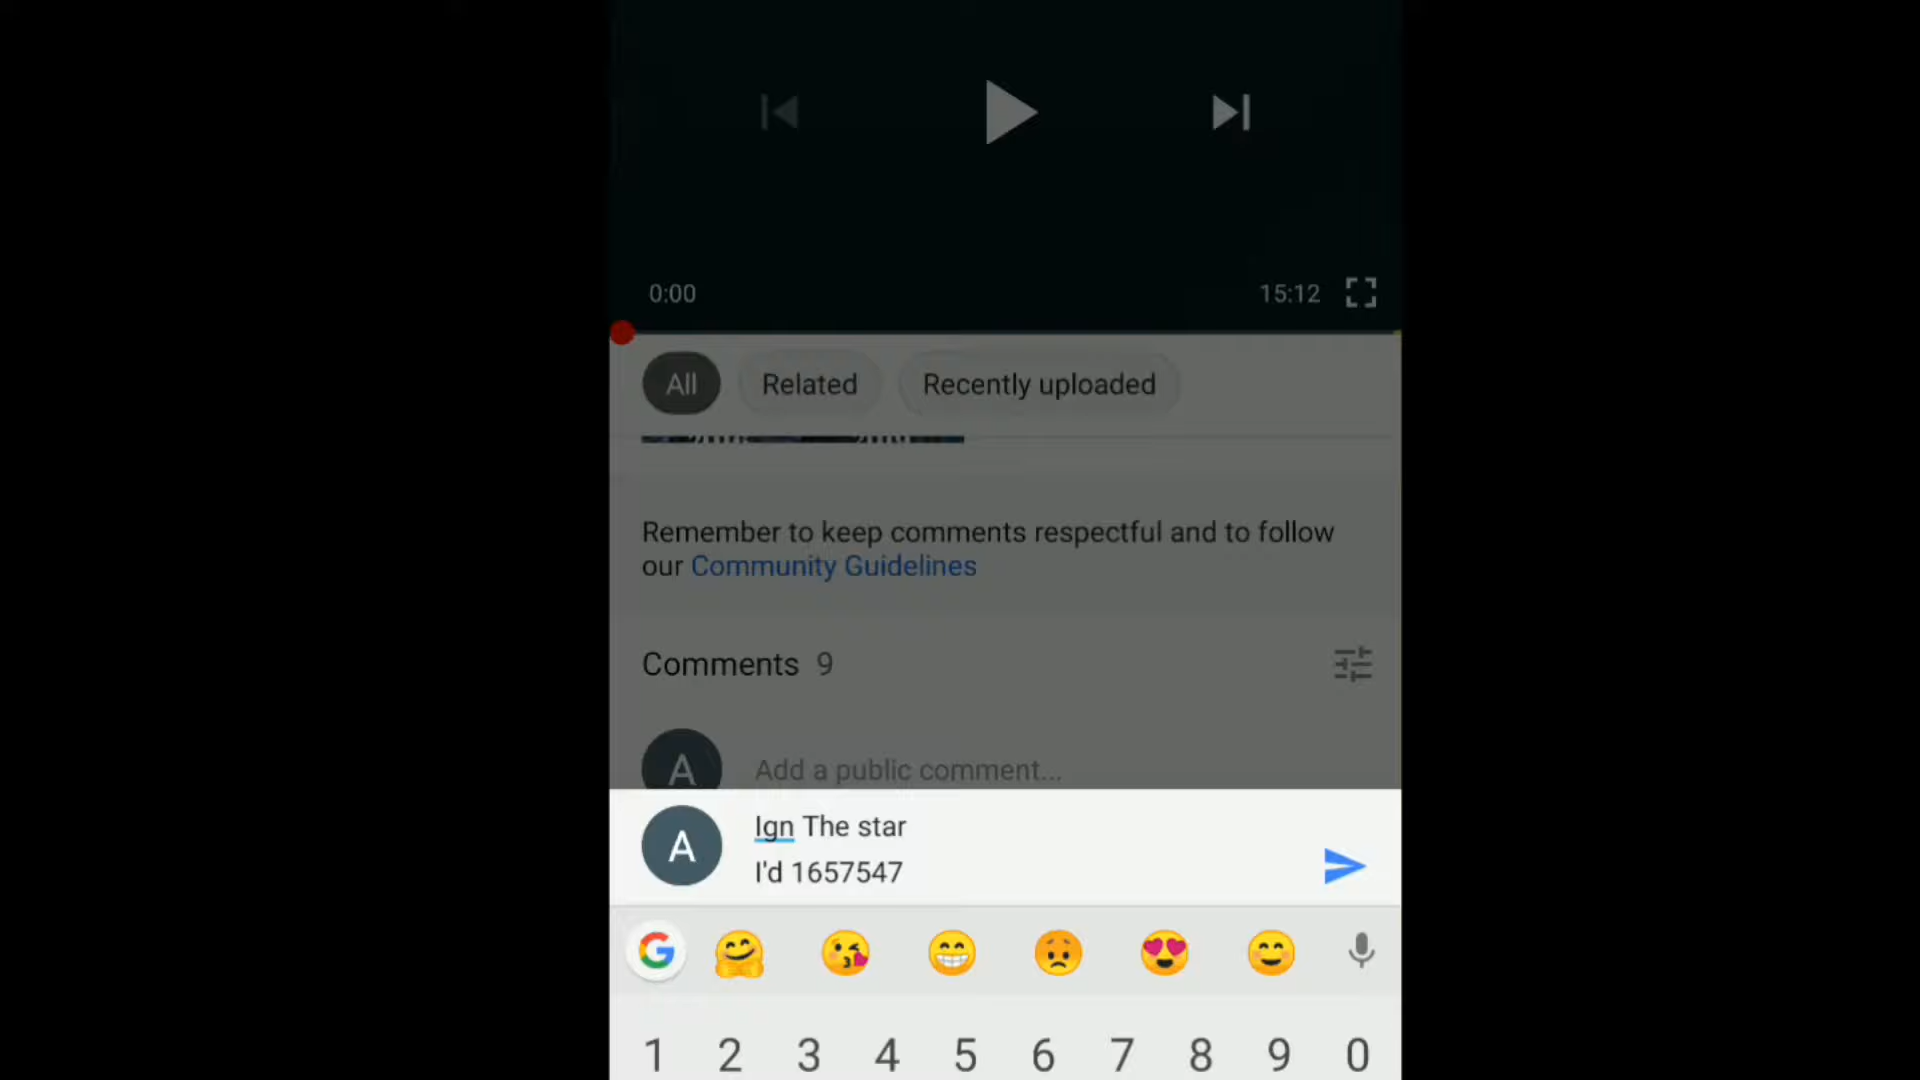 0:00
15:12
All
Related
Recently uploaded
Remember to keep comments respectful and to follow
our Community Guidelines
Comments 9
A
Add a public comment...
A
Ign The star
I'd 1657547
G
1 2 3 4 5 6 7 8 9 0